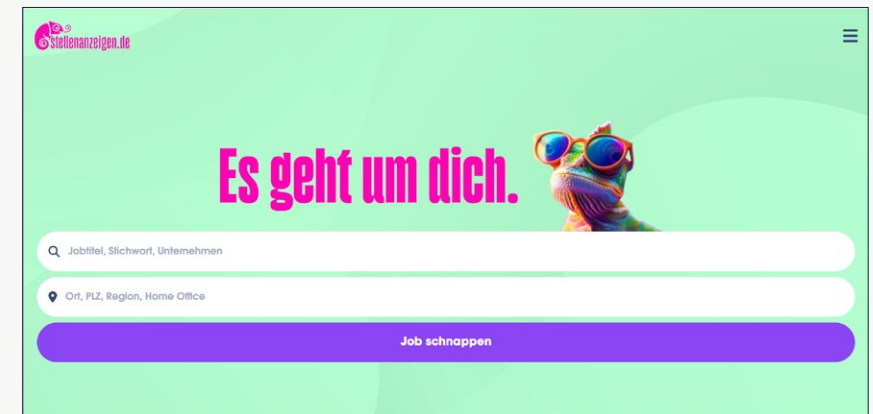 stellenanzeigen.de
Es geht um dich.
Jobtitel, Stichwort, Unternehmen
Ort, PLZ, Region, Home Office
Job schnappen